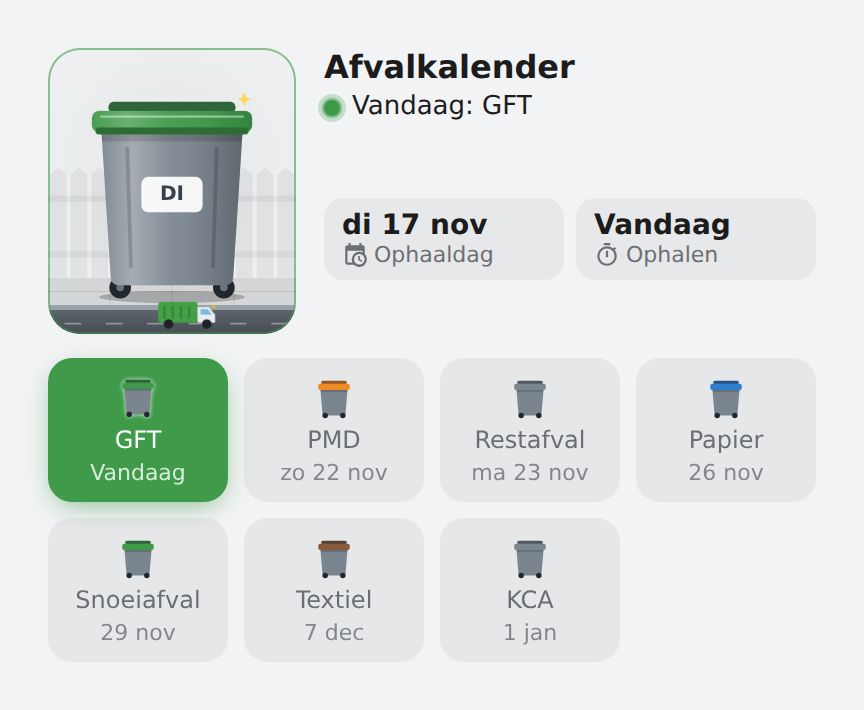 Afvalkalender
Vandaag: GFT
DI
di 17 nov
Ophaaldag
Vandaag
Ophalen
GFT
Vandaag
PMD
zo 22 nov
Restafval
ma 23 nov
Papier
26 nov
Snoeiafval
29 nov
Textiel
7 dec
KCA
1 jan